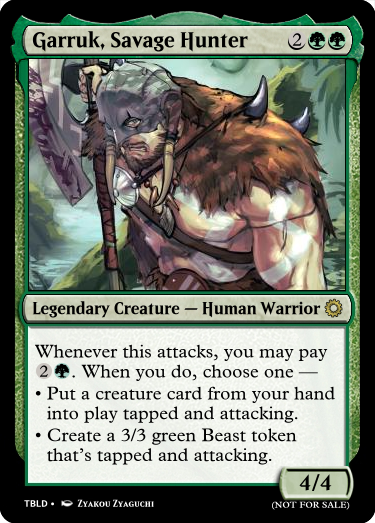 Garruk, Savage Hunter 2
Legendary Creature — Human Warrior
Whenever this attacks, you may pay
2. When you do, choose one —
• Put a creature card from your hand
into play tapped and attacking.
• Create a 3/3 green Beast token
that's tapped and attacking.
4/4
TBLD • Zyakou Zyaguchi
(NOT FOR SALE)